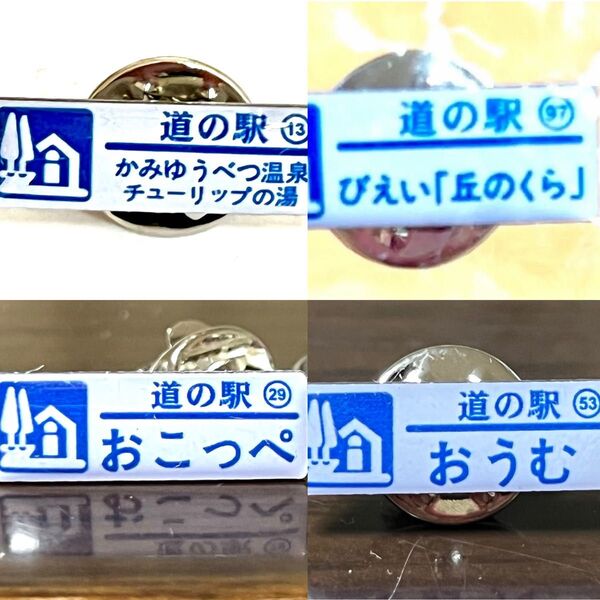 道の駅
かみゆうべつ温泉
チューリップの湯
道の駅 97
びえい「丘のくら」
道の駅 29
おこっぺ
道の駅 53
おうむ